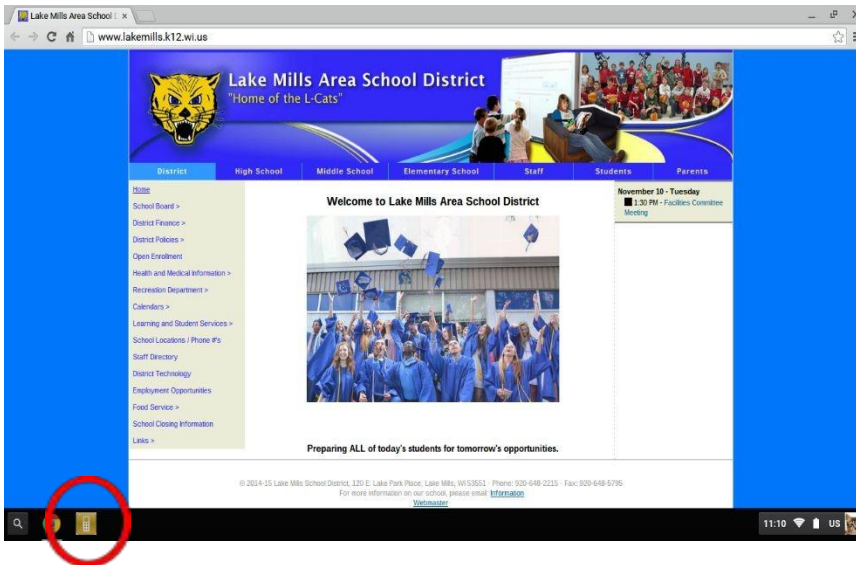 Lake Mills Area School
www.lakemills.k12.wi.us
Lake Mills Area School District
"Home of the L-Cats"
District High School Middle School Elementary School Staff Students Parents
Home
School Board >
District Finance >
District Policies >
Open Enrollment
Health and Medical Information >
Recreation Department >
Calendars >
Learning and Student Services >
School Locations / Phone #'s
Staff Directory
District Technology
Employment Opportunities
Food Service >
School Closing Information
Links >
Welcome to Lake Mills Area School District
Preparing ALL of today's students for tomorrow's opportunities.
November 10 - Tuesday
1:30 PM - Facilities Committee
Meeting
© 2014-15 Lake Mills School District, 120 E. Lake Park Place, Lake Mills, WI 53551 · Phone: 920-648-2215 · Fax: 920-648-5795
For more information on our school, please email: Information
Webmaster
11:10 US